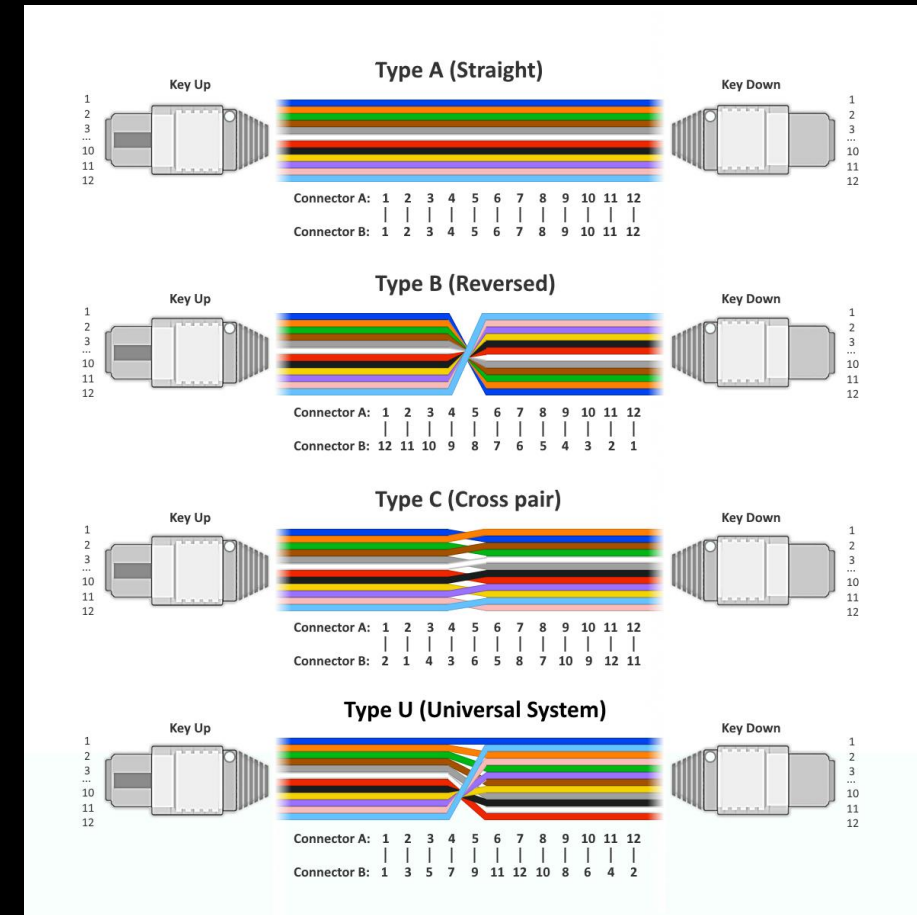 Type A (Straight)
Key Up
Key Down
1
2
3
...
10
11
12
1
2
3
...
10
11
12
Connector A: 1 2 3 4 5 6 7 8 9 10 11 12
Connector B: 1 2 3 4 5 6 7 8 9 10 11 12
Type B (Reversed)
Key Up
Key Down
1
2
3
...
10
11
12
1
2
3
...
10
11
12
Connector A: 1 2 3 4 5 6 7 8 9 10 11 12
Connector B: 12 11 10 9 8 7 6 5 4 3 2 1
Type C (Cross pair)
Key Up
Key Down
1
2
3
...
10
11
12
1
2
3
...
10
11
12
Connector A: 1 2 3 4 5 6 7 8 9 10 11 12
Connector B: 2 1 4 3 6 5 8 7 10 9 12 11
Type U (Universal System)
Key Up
Key Down
1
2
3
...
10
11
12
1
2
3
...
10
11
12
Connector A: 1 2 3 4 5 6 7 8 9 10 11 12
Connector B: 1 3 5 7 9 11 12 10 8 6 4 2